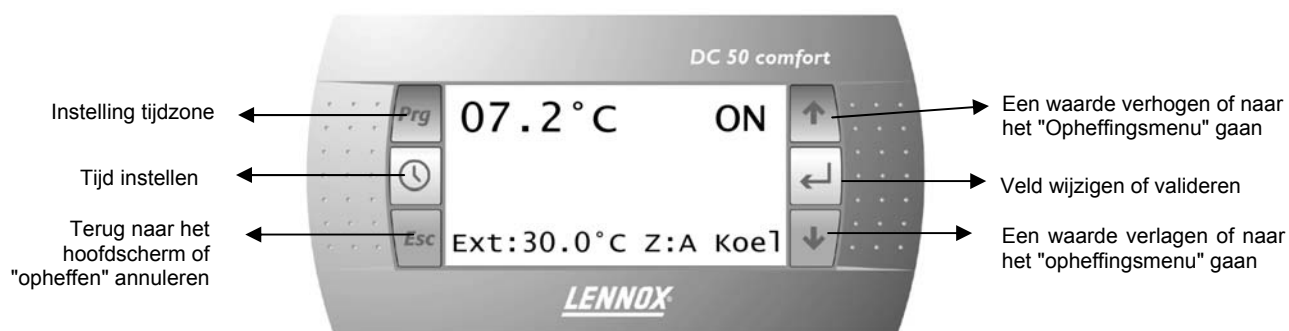 DC 50 comfort
Instelling tijdzone
Prg
07.2°C ON
Een waarde verhogen of naar
het "Opheffingsmenu" gaan
Tijd instellen
Veld wijzigen of valideren
Terug naar het
hoofdscherm of
"opheffen" annuleren
Esc
Ext:30.0°C Z:A Koel
Een waarde verlagen of naar
het "opheffingsmenu" gaan
LENNOX